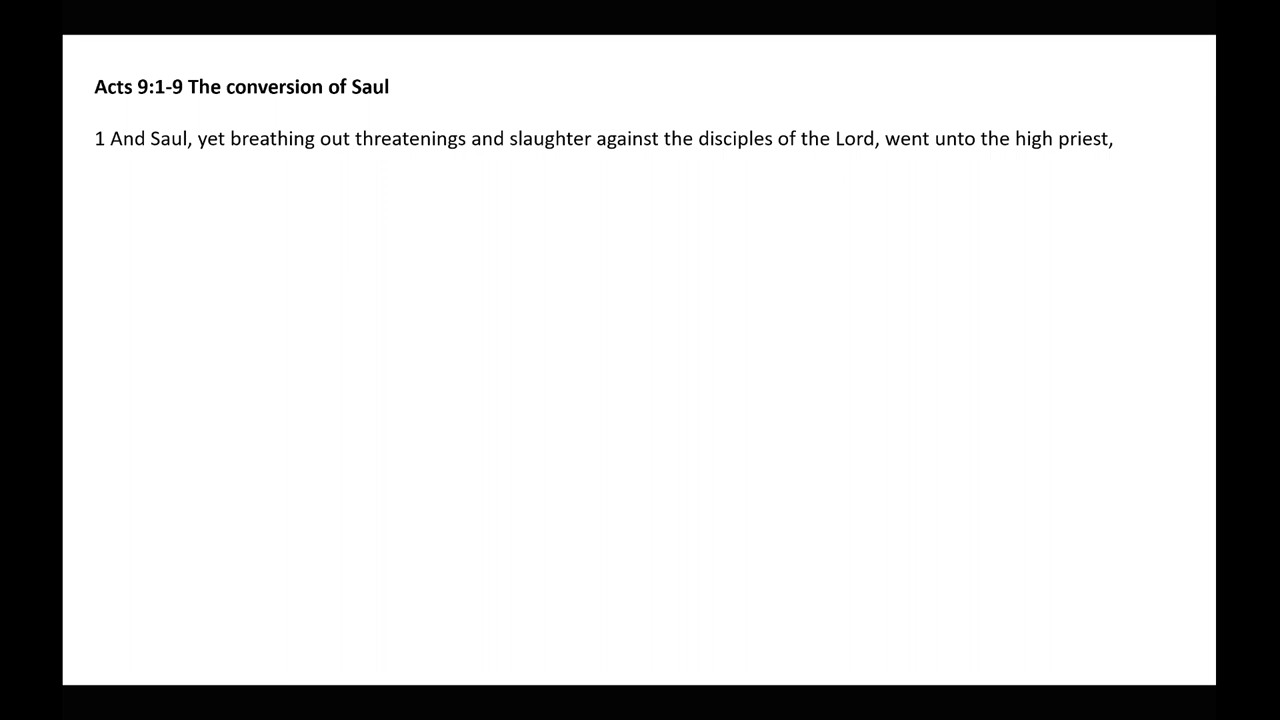 Acts 9:1-9 The conversion of Saul
1 And Saul, yet breathing out threatenings and slaughter against the disciples of the Lord, went unto the high priest,